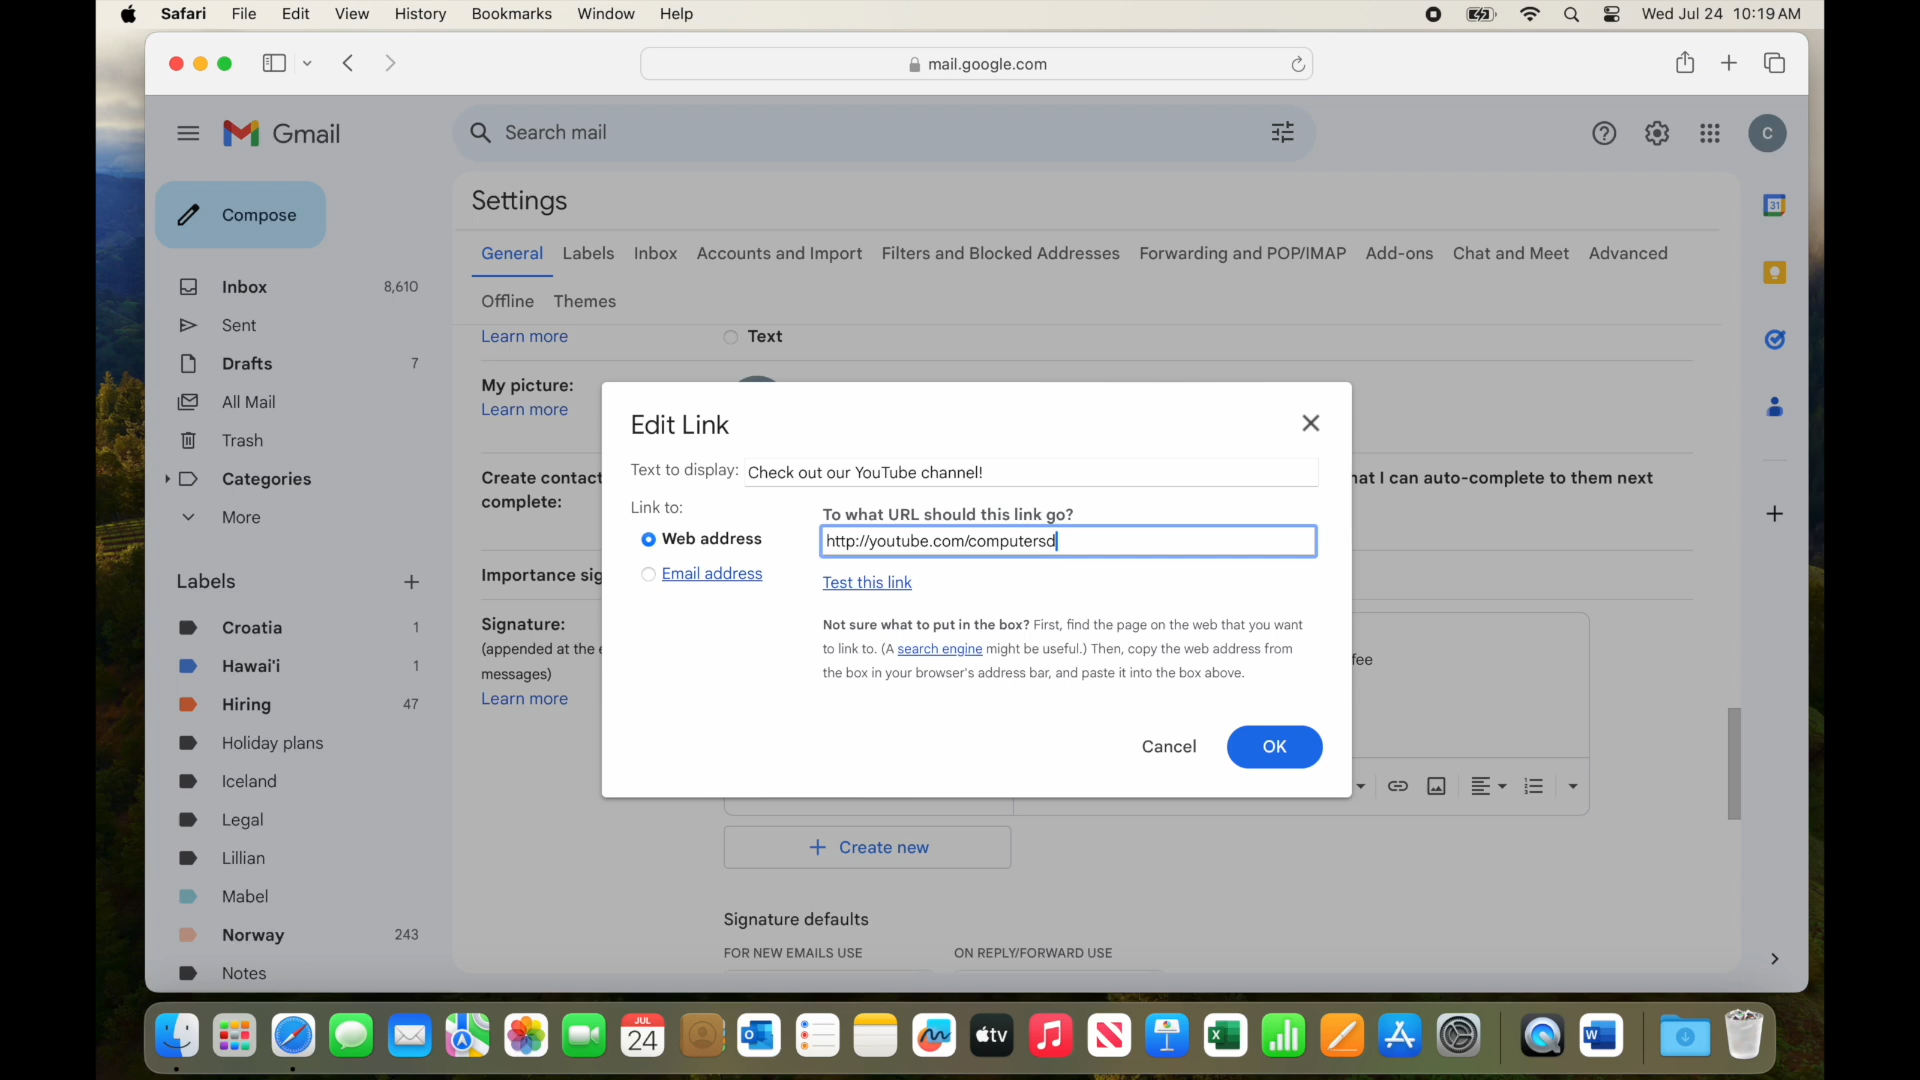 Safari File Edit View History Bookmarks Window Help Wed Jul 24 10:19 AM
mail.google.com
Gmail
Search mail
C
Compose
Settings
31
General Labels Inbox Accounts and Import Filters and Blocked Addresses Forwarding and POP/IMAP Add-ons Chat and Meet Advanced
Offline Themes
Inbox 8,610
Sent
Drafts 7
All Mail
Trash
Categories
More
Labels
Croatia 1
Hawai'i 1
Hiring 47
Holiday plans
Iceland
Legal
Lillian
Mabel
Norway 243
Notes
Learn more
Text
My picture:
Learn more
Create contact
complete:
hat I can auto-complete to them next
Importance sig
Signature:
(appended at the e
messages)
Learn more
fee
Edit Link
Text to display: Check out our YouTube channel!
Link to:
Web address
Email address
To what URL should this link go?
http://youtube.com/computersd
Test this link
Not sure what to put in the box? First, find the page on the web that you want
to link to. (A search engine might be useful.) Then, copy the web address from
the box in your browser's address bar, and paste it into the box above.
Cancel OK
Create new
Signature defaults
FOR NEW EMAILS USE ON REPLY/FORWARD USE
JUL
24
tv
W